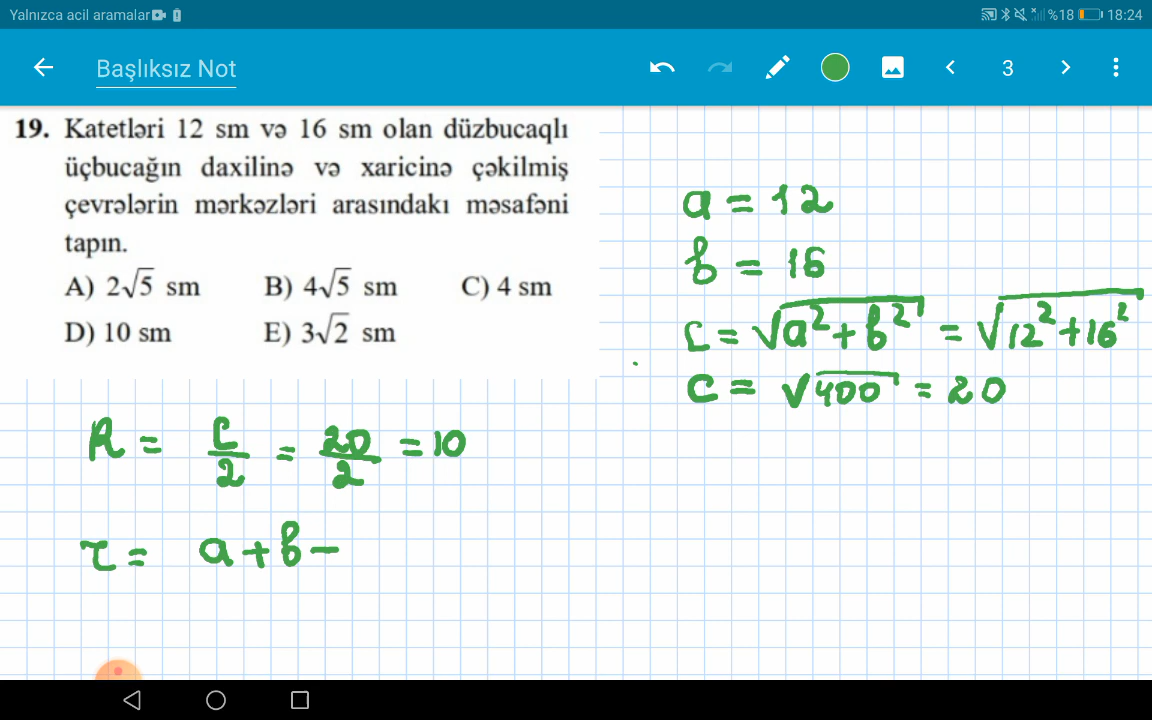 Yalnızca acil aramalar %18 18:24
Başlıksız Not 3
19. Katetləri 12 sm və 16 sm olan düzbucaqlı
üçbucağın daxilinə və xaricinə çəkilmiş
çevrələrin mərkəzləri arasındakı məsafəni
tapın.
A) 2√5 sm B) 4√5 sm C) 4 sm
D) 10 sm E) 3√2 sm
a = 12
b = 16
c = √a²+b² = √12²+16²
c = √400 = 20
R = c/2 = 20/2 = 10
r = a+b−